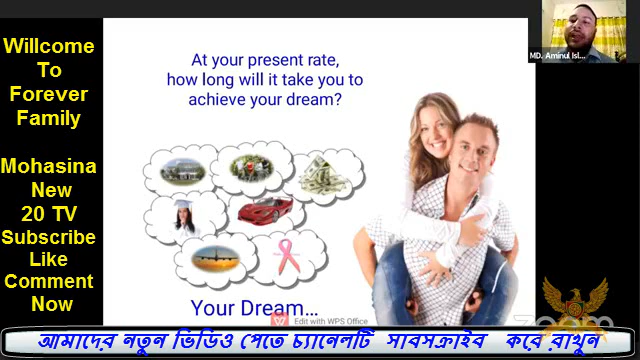 Willcome
To
Forever
Family
Mohasina
New
20 TV
Subscribe
Like
Comment
Now
At your present rate,
how long will it take you to
achieve your dream?
Your Dream...
Edit with WPS Office
MD. Aminul Isl...
zoom
আমাদের নতুন ভিডিও পেতে চ্যানেলটি সাবসক্রাইব করে রাখুন